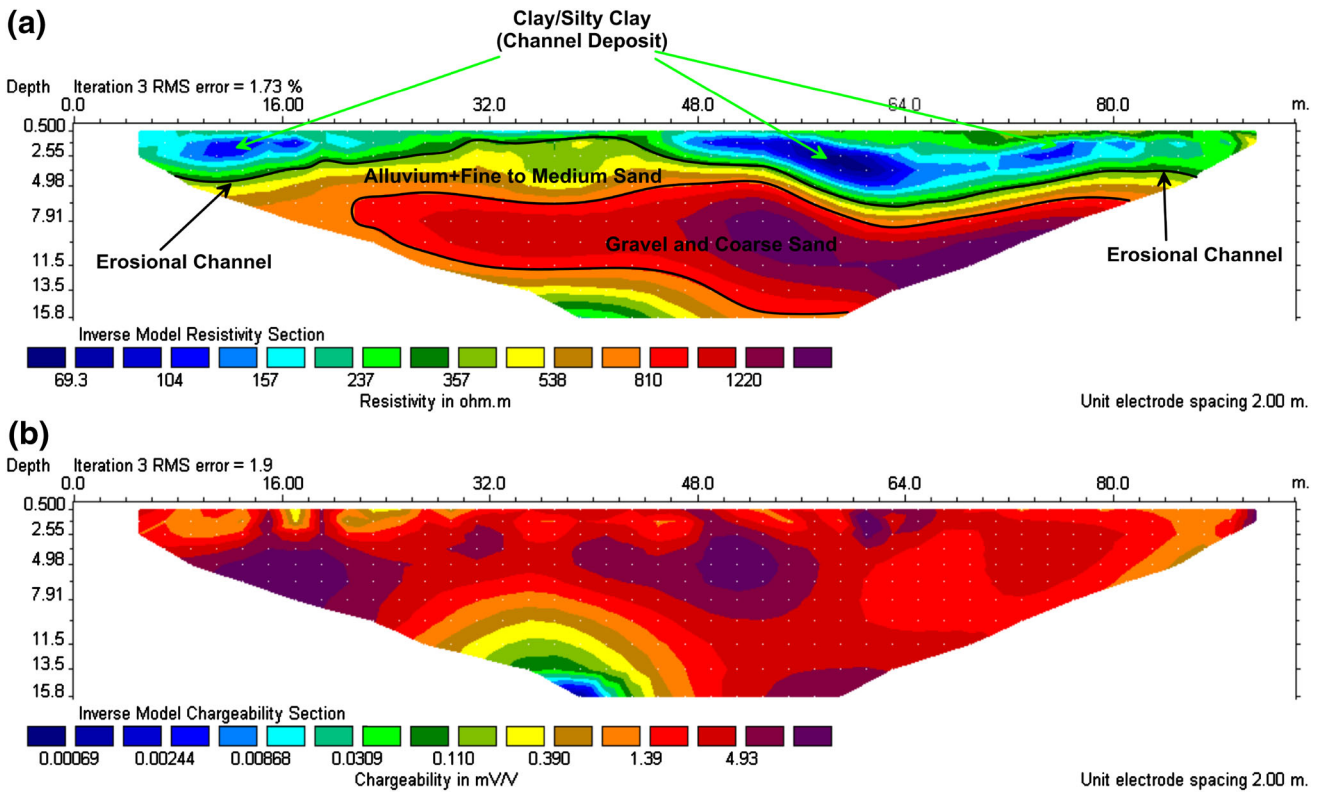 (a)
Clay/Silty Clay
(Channel Deposit)
Depth Iteration 3 RMS error = 1.73 %
0.0 16.00 32.0 48.0 64.0 80.0 m.
0.500
2.55
4.98
7.91
11.5
13.5
15.8
Alluvium+Fine to Medium Sand
Gravel and Coarse Sand
Erosional Channel
Erosional Channel
Inverse Model Resistivity Section
69.3 104 157 237 357 538 810 1220
Resistivity in ohm.m
Unit electrode spacing 2.00 m.
(b)
Depth Iteration 3 RMS error = 1.9
0.0 16.00 32.0 48.0 64.0 80.0 m.
0.500
2.55
4.98
7.91
11.5
13.5
15.8
Inverse Model Chargeability Section
0.00069 0.00244 0.00868 0.0309 0.110 0.390 1.39 4.93
Chargeability in mV/V
Unit electrode spacing 2.00 m.